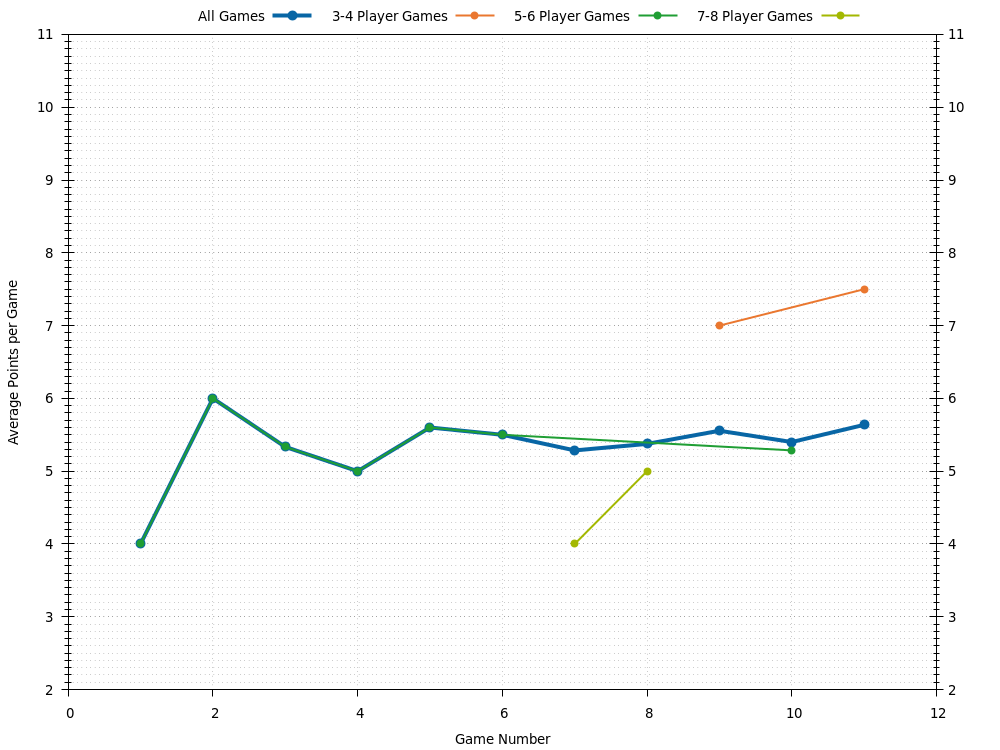 All Games 3-4 Player Games 5-6 Player Games 7-8 Player Games
11 11
10 10
9 9
8 8
7 7
6 6
5 5
4 4
3 3
2 2
0 2 4 6 8 10 12
Average Points per Game
Game Number